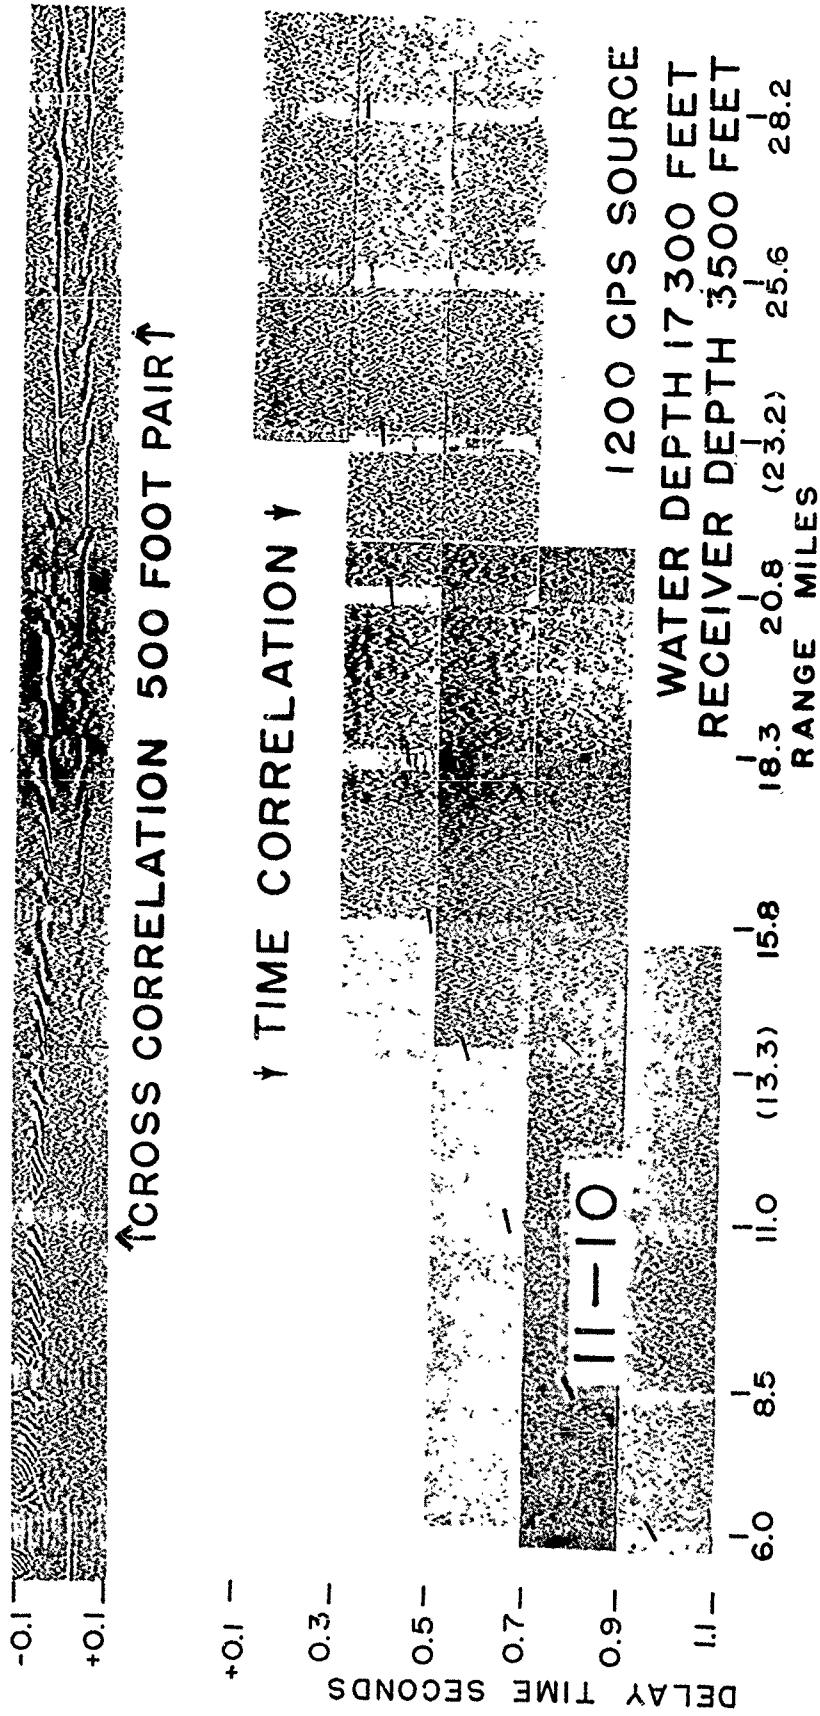 -0.1
+0.1
↑CROSS CORRELATION 500 FOOT PAIR↑
↓TIME CORRELATION↓
DELAY TIME SECONDS
+0.1
0.3
0.5
0.7
0.9
1.1
11-10
1200 CPS SOURCE
WATER DEPTH 17 300 FEET
RECEIVER DEPTH 3500 FEET
6.0 8.5 11.0 (13.3) 15.8 18.3 20.8 (23.2) 25.6 28.2
RANGE MILES